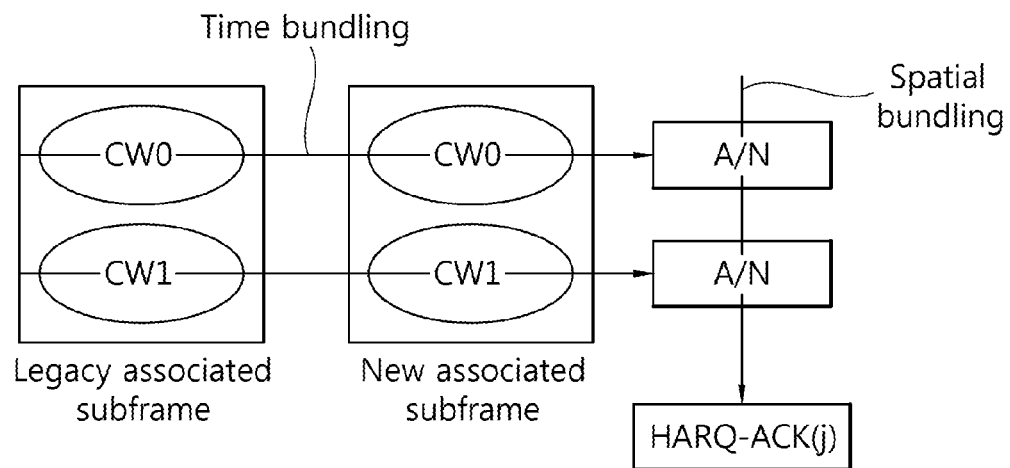 Time bundling
Spatial
bundling
CW0
CW0
A/N
CW1
CW1
A/N
Legacy associated
subframe
New associated
subframe
HARQ-ACK(j)